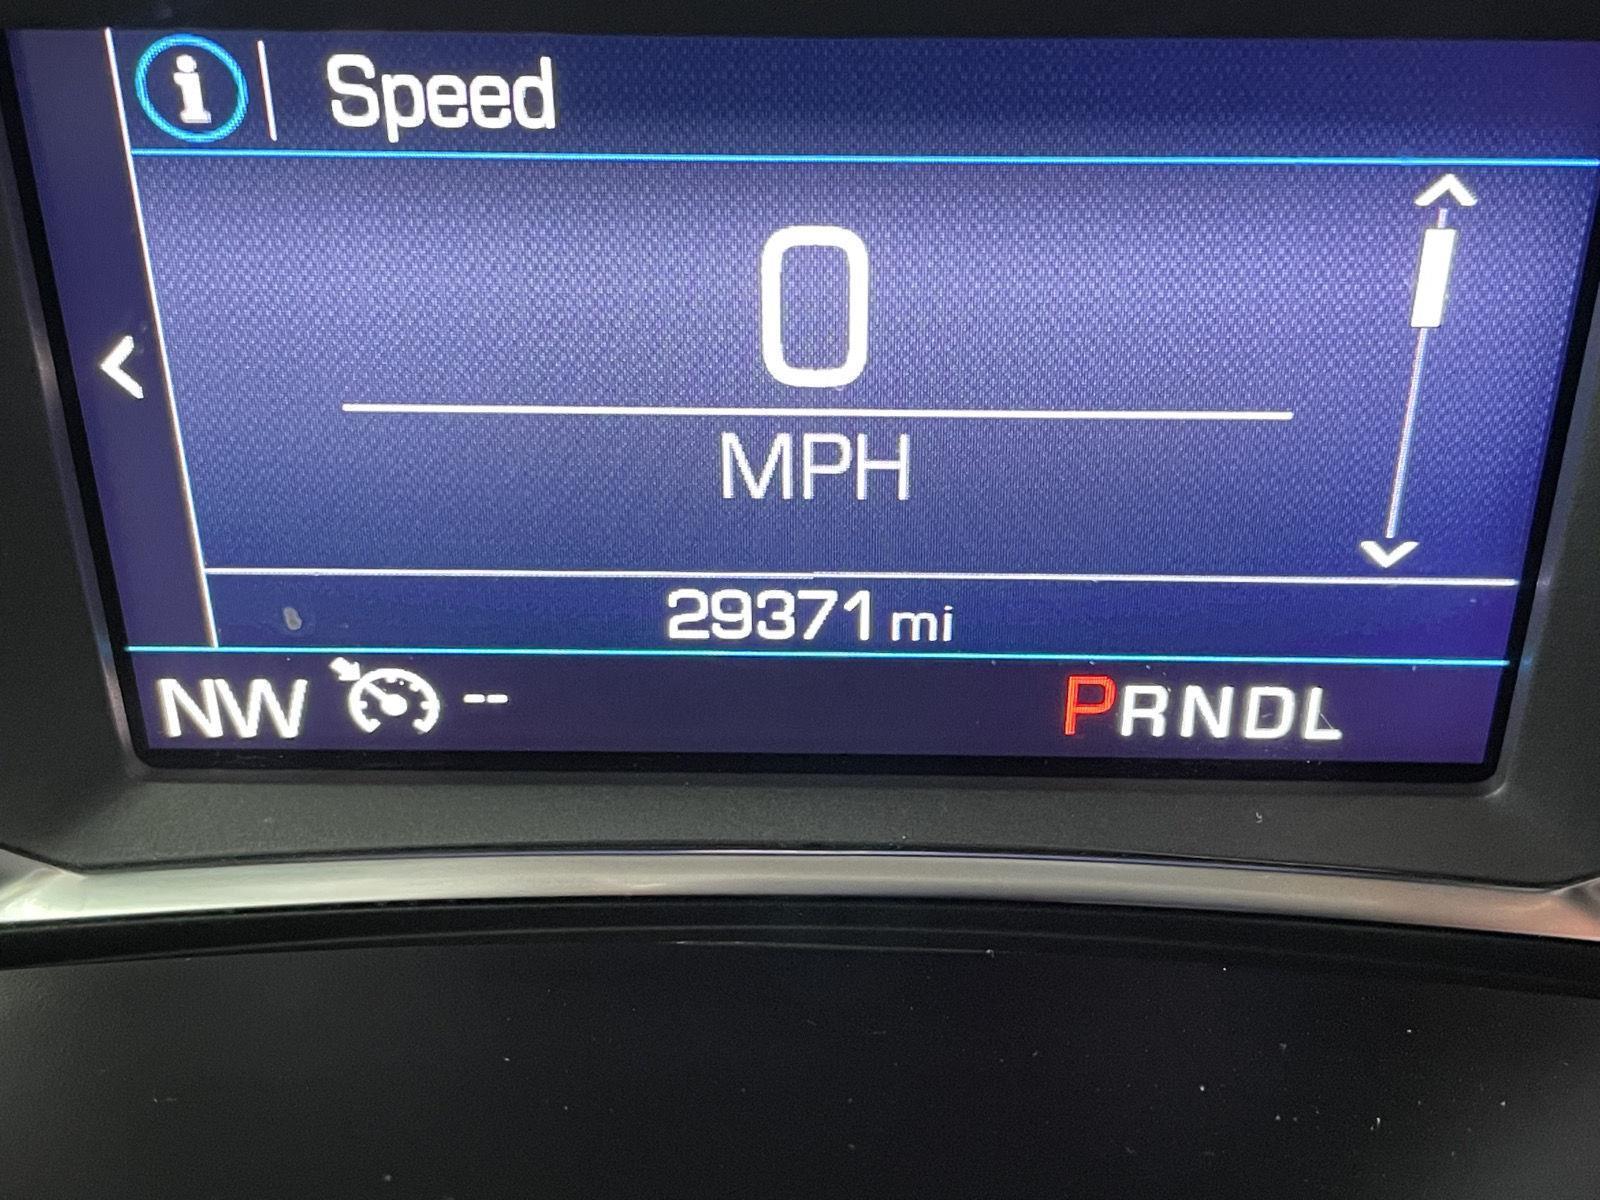 i Speed
0
MPH
29371 mi
NW -- PRNDL